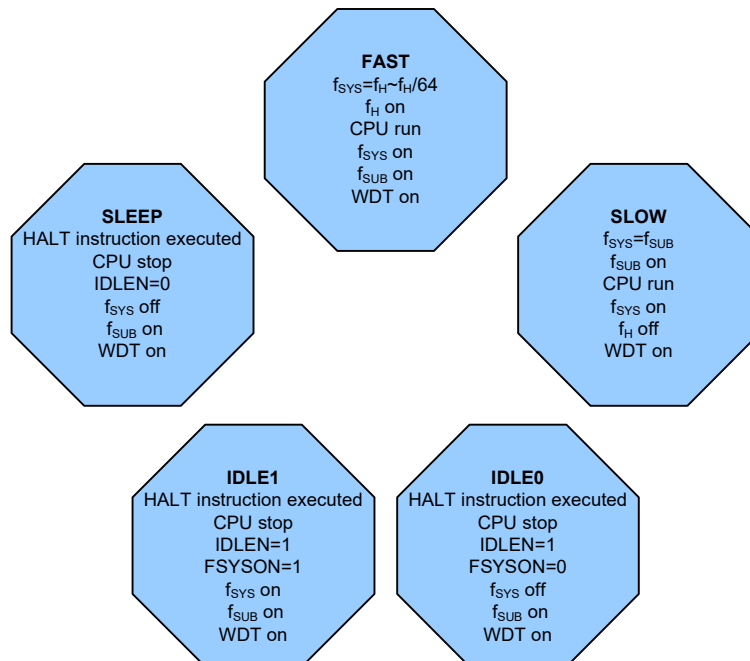 FAST
fSYS=fH~fH/64
fH on
CPU run
fSYS on
fSUB on
WDT on
SLEEP
HALT instruction executed
CPU stop
IDLEN=0
fSYS off
fSUB on
WDT on
SLOW
fSYS=fSUB
fSUB on
CPU run
fSYS on
fH off
WDT on
IDLE1
HALT instruction executed
CPU stop
IDLEN=1
FSYSON=1
fSYS on
fSUB on
WDT on
IDLE0
HALT instruction executed
CPU stop
IDLEN=1
FSYSON=0
fSYS off
fSUB on
WDT on